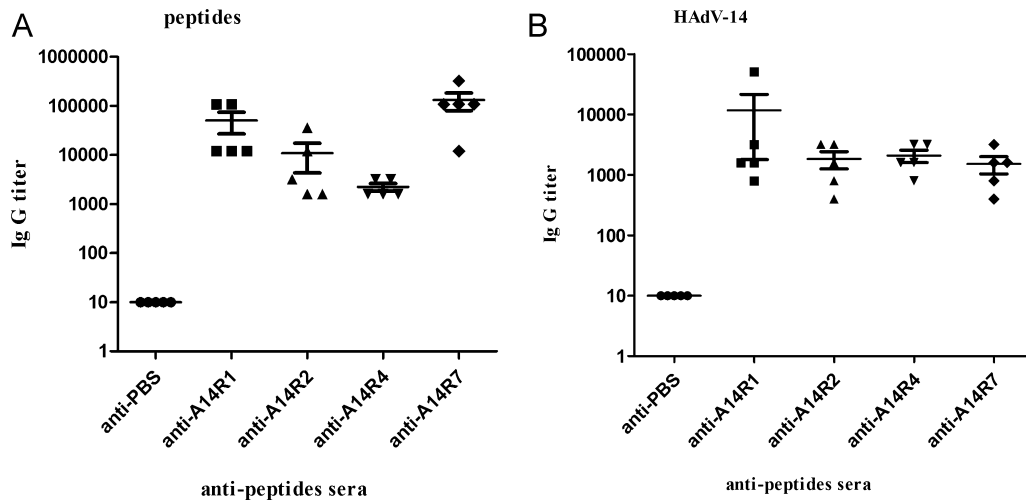 A
peptides
1000000
100000
10000
1000
100
10
1
Ig G titer
anti-PBS
anti-A14R1
anti-A14R2
anti-A14R4
anti-A14R7
anti-peptides sera
B
HAdV-14
100000
10000
1000
100
10
1
Ig G titer
anti-PBS
anti-A14R1
anti-A14R2
anti-A14R4
anti-A14R7
anti-peptides sera